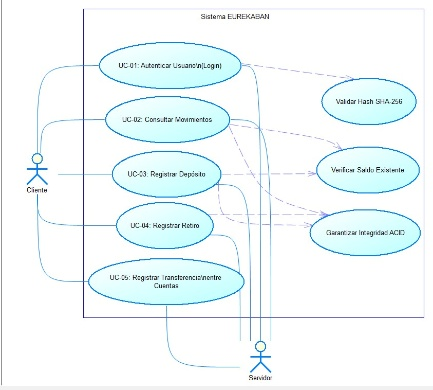 Sistema EUREKABAN
UC-01: Autenticar Usuario\n(Login)
Validar Hash SHA-256
UC-02: Consultar Movimientos
Verificar Saldo Existente
UC-03: Registrar Depósito
Cliente
UC-04: Registrar Retiro
Garantizar Integridad ACID
UC-05: Registrar Transferencia\nentre
Cuentas
Servidor